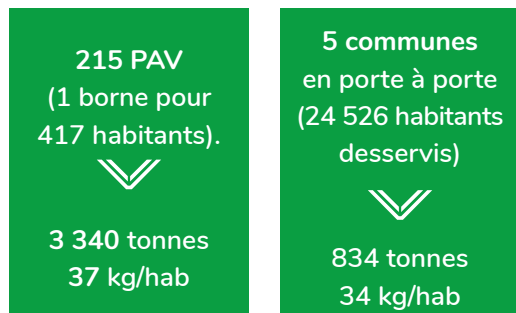 215 PAV
(1 borne pour
417 habitants).
3 340 tonnes
37 kg/hab
5 communes
en porte à porte
(24 526 habitants
desservis)
834 tonnes
34 kg/hab